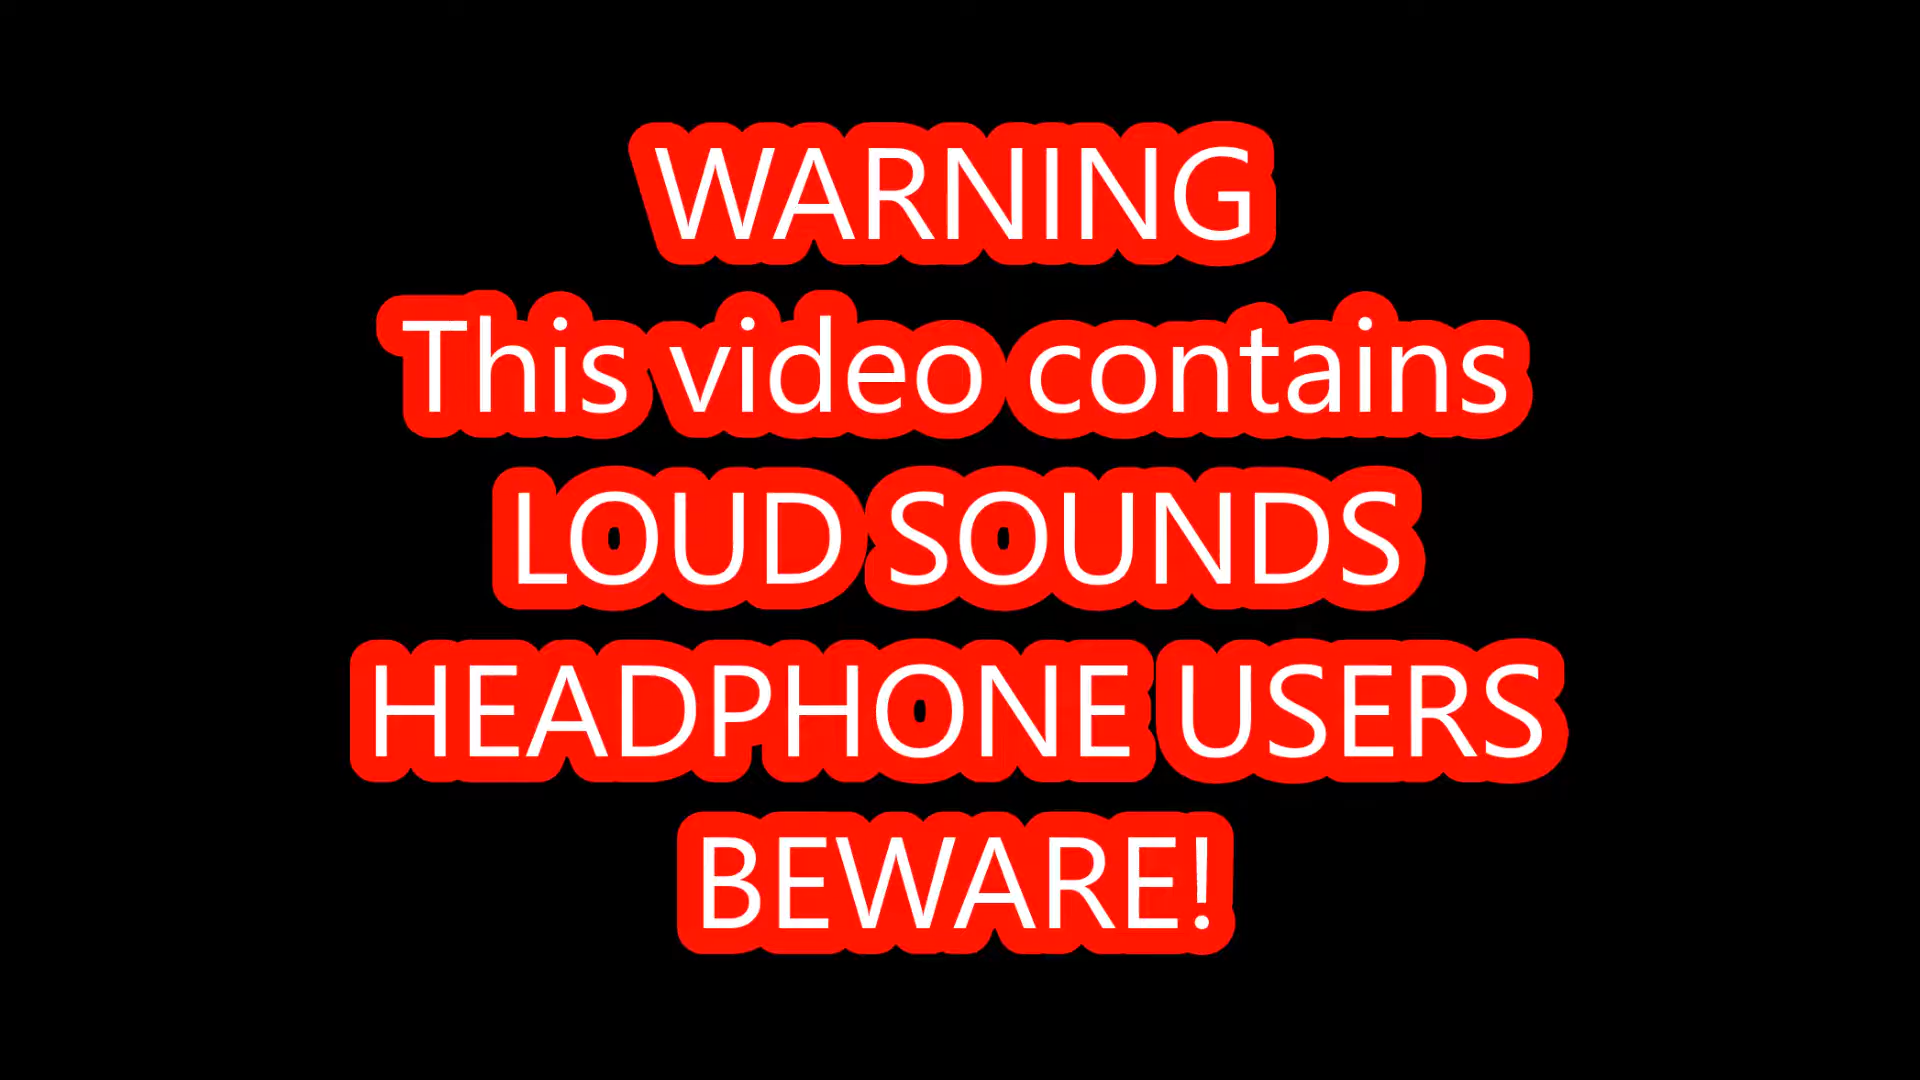 WARNING
This video contains
LOUD SOUNDS
HEADPHONE USERS
BEWARE!